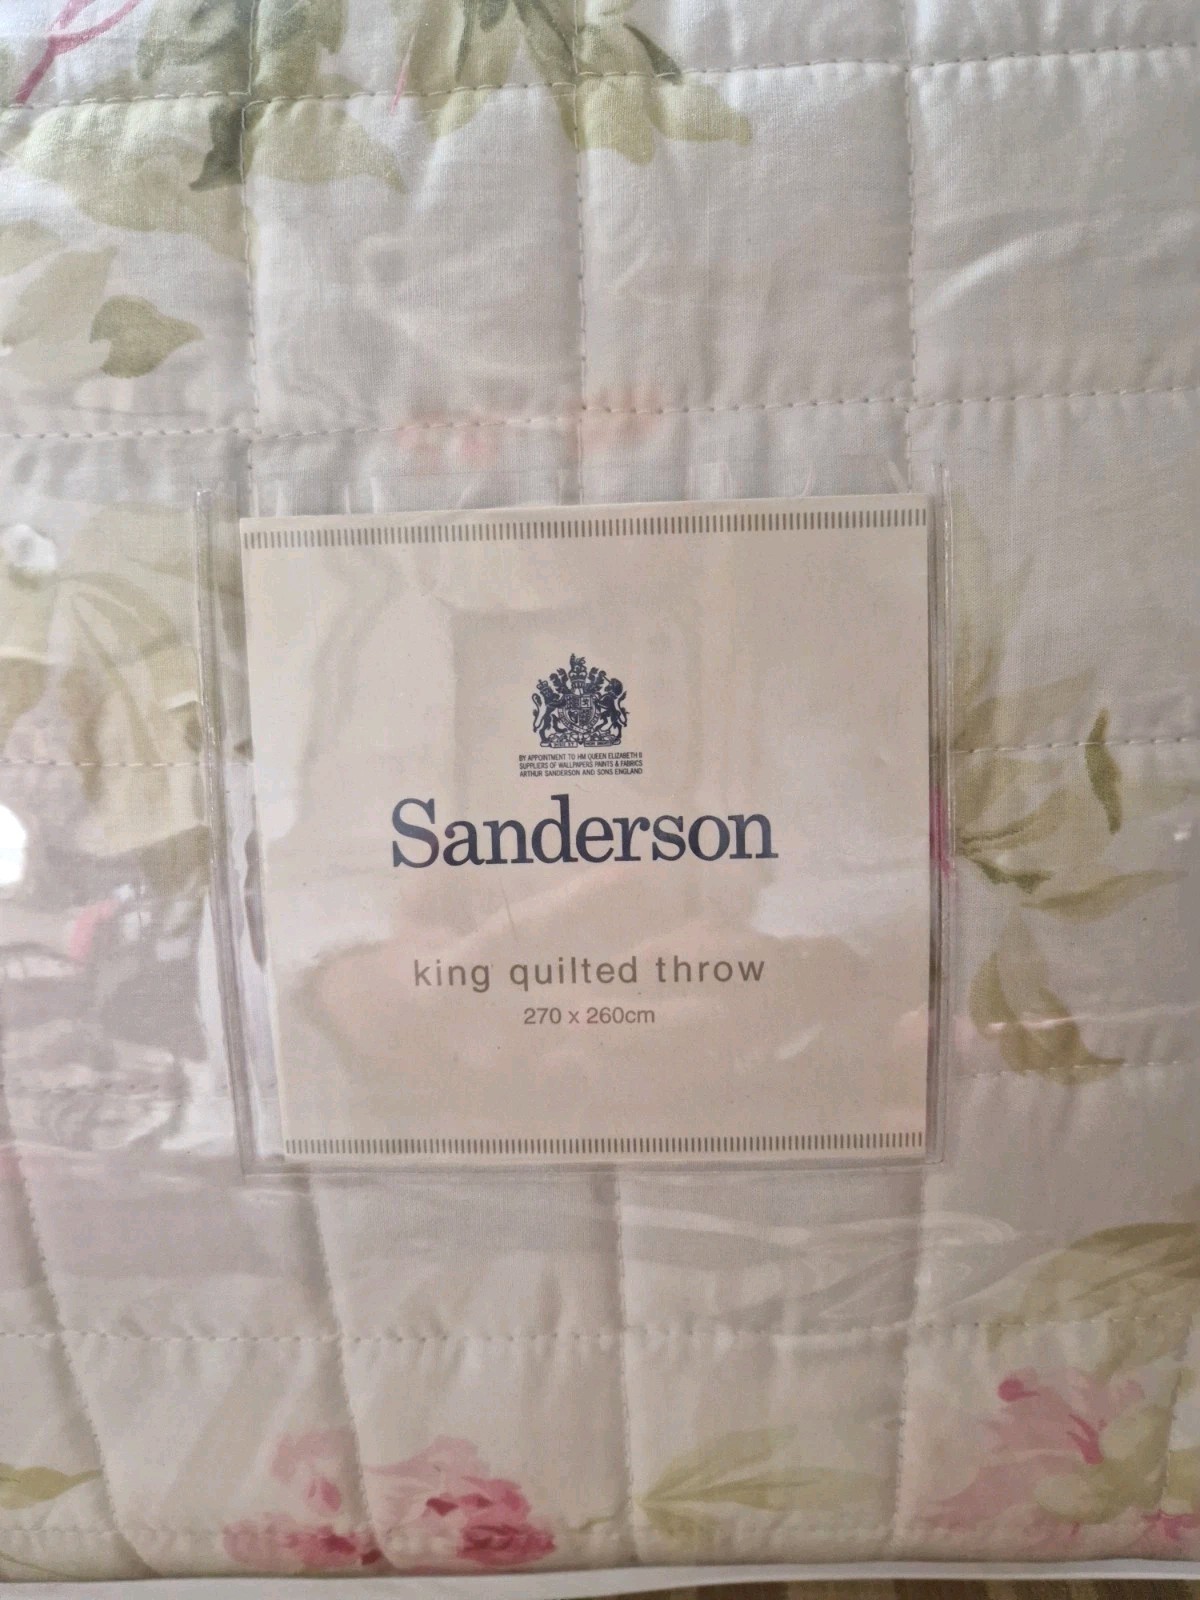 BY APPOINTMENT TO HM QUEEN ELIZABETH II
SUPPLIERS OF WALLPAPERS PAINTS & FABRICS
ARTHUR SANDERSON AND SONS ENGLAND
Sanderson
king quilted throw
270 x 260cm